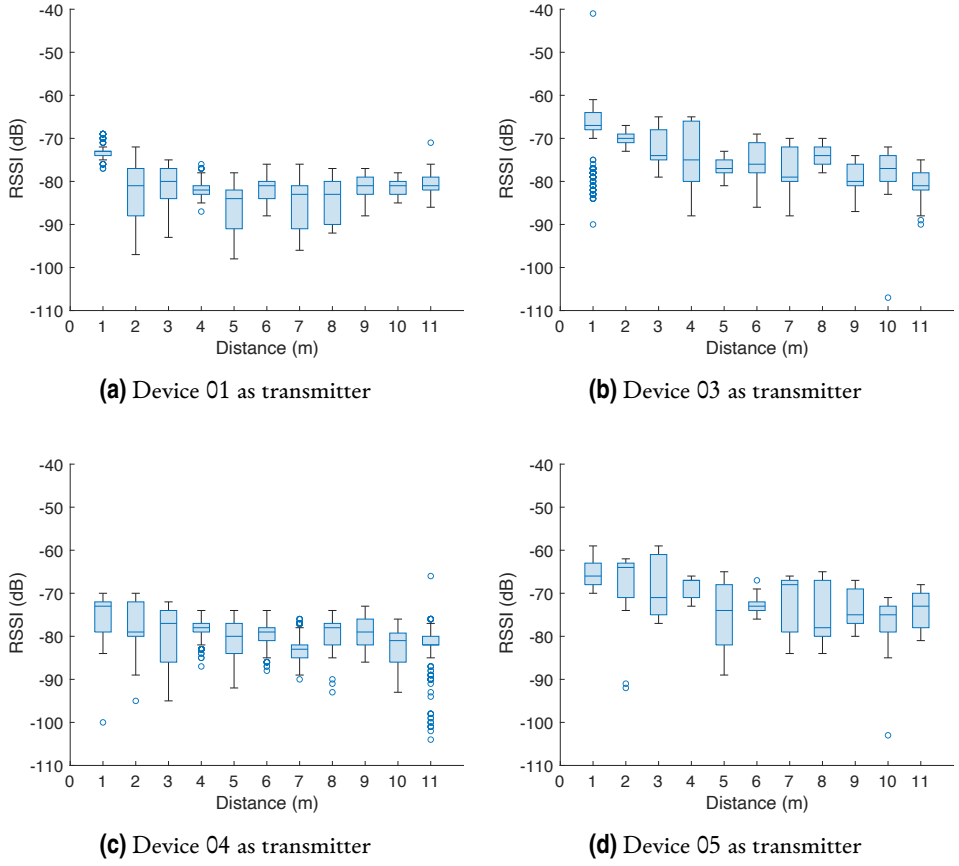 -40
-50
-60
-70
-80
-90
-100
-110
RSSI (dB)
0 1 2 3 4 5 6 7 8 9 10 11
Distance (m)
(a) Device 01 as transmitter
-40
-50
-60
-70
-80
-90
-100
-110
RSSI (dB)
0 1 2 3 4 5 6 7 8 9 10 11
Distance (m)
(b) Device 03 as transmitter
-40
-50
-60
-70
-80
-90
-100
-110
RSSI (dB)
0 1 2 3 4 5 6 7 8 9 10 11
Distance (m)
(c) Device 04 as transmitter
-40
-50
-60
-70
-80
-90
-100
-110
RSSI (dB)
0 1 2 3 4 5 6 7 8 9 10 11
Distance (m)
(d) Device 05 as transmitter